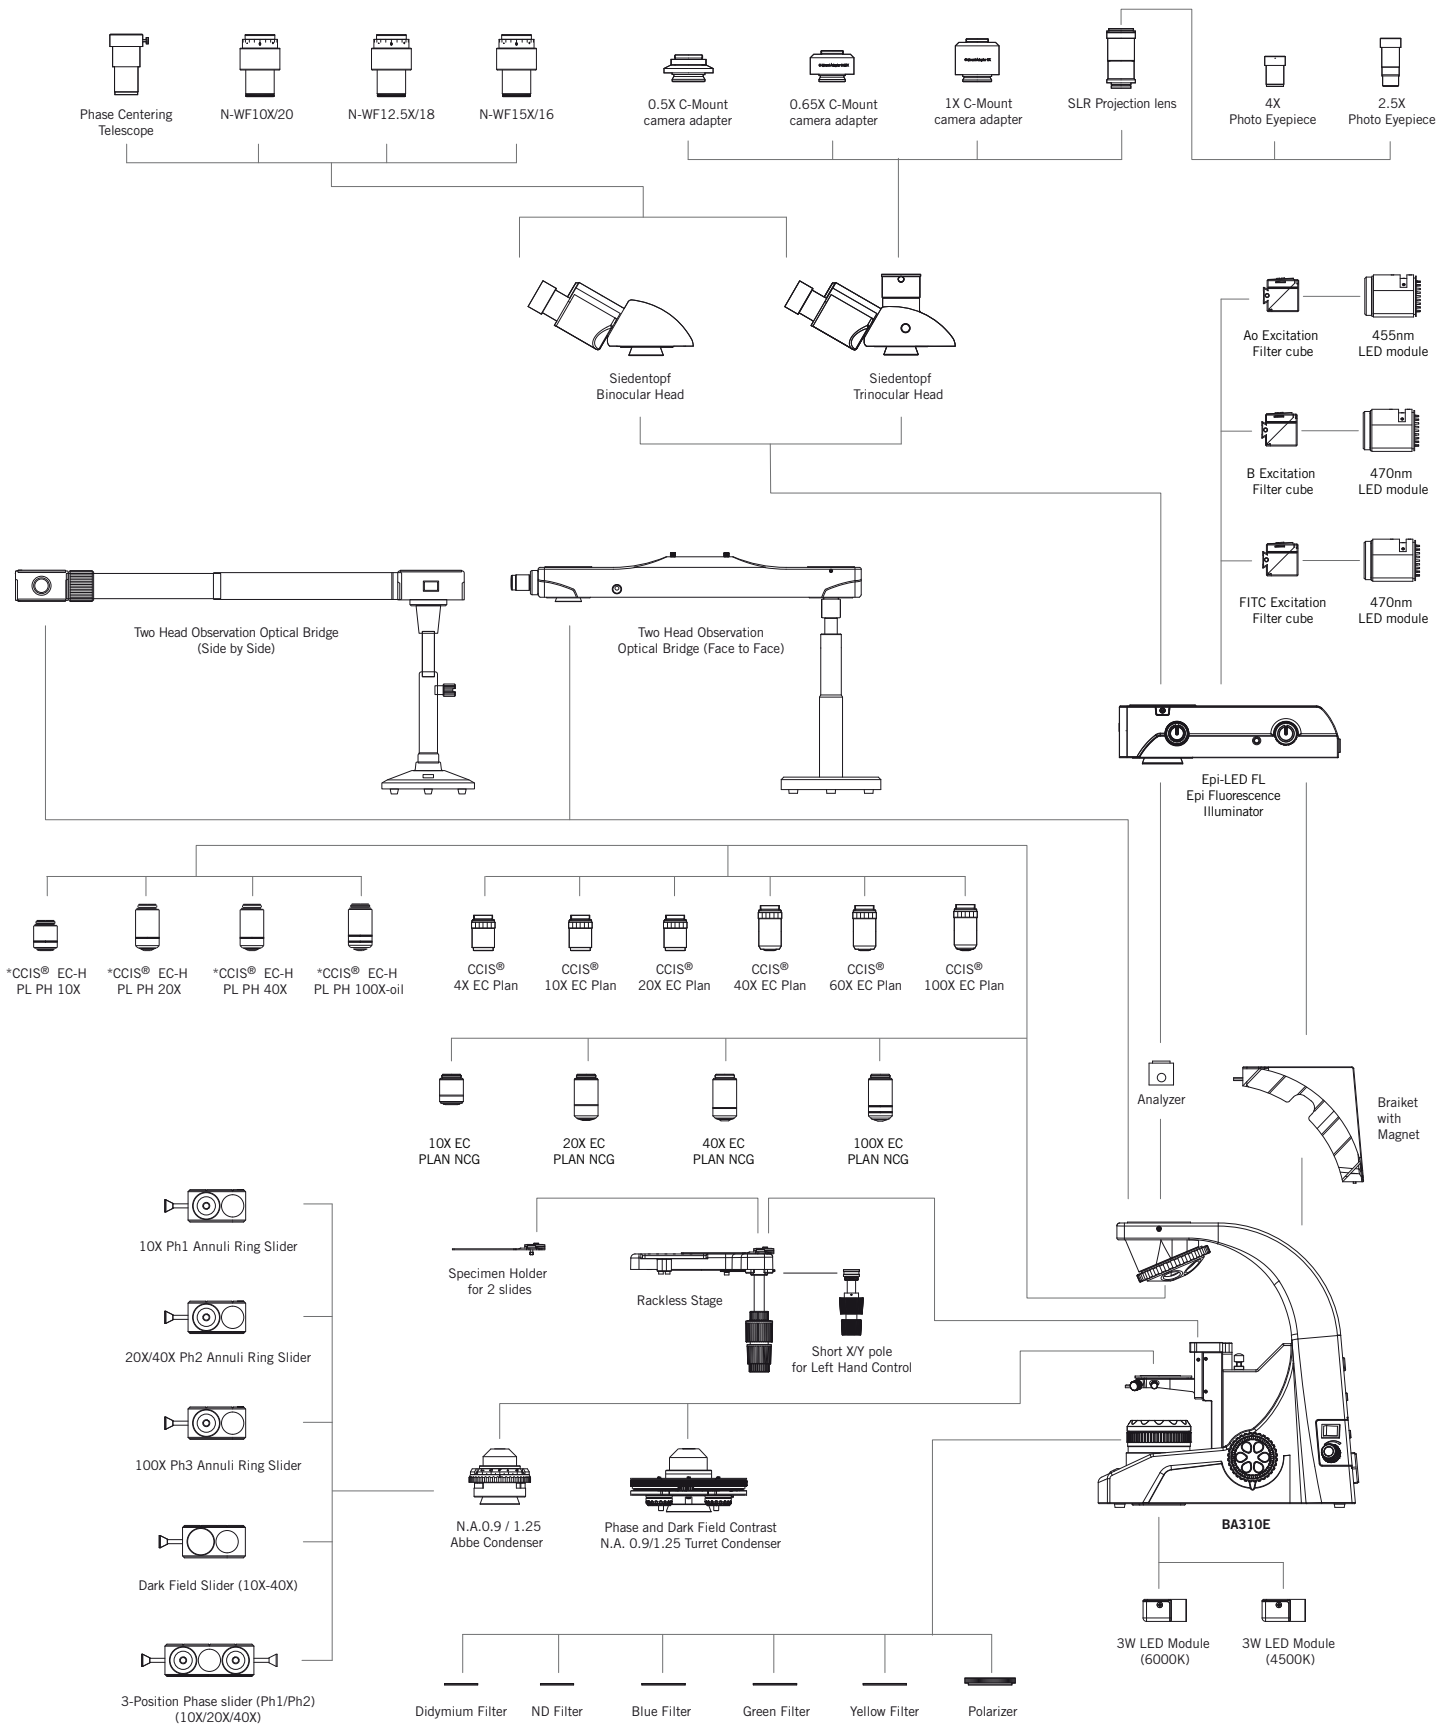 Phase Centering
Telescope
N-WF10X/20
N-WF12.5X/18
N-WF15X/16
0.5X C-Mount
camera adapter
0.65X C-Mount
camera adapter
1X C-Mount
camera adapter
SLR Projection lens
4X
Photo Eyepiece
2.5X
Photo Eyepiece
Siedentopf
Binocular Head
Siedentopf
Trinocular Head
Ao Excitation
Filter cube
455nm
LED module
B Excitation
Filter cube
470nm
LED module
FITC Excitation
Filter cube
470nm
LED module
Two Head Observation Optical Bridge
(Side by Side)
Two Head Observation
Optical Bridge (Face to Face)
Epi-LED FL
Epi Fluorescence
Illuminator
*CCIS® EC-H
PL PH 10X
*CCIS® EC-H
PL PH 20X
*CCIS® EC-H
PL PH 40X
*CCIS® EC-H
PL PH 100X-oil
CCIS®
4X EC Plan
CCIS®
10X EC Plan
CCIS®
20X EC Plan
CCIS®
40X EC Plan
CCIS®
60X EC Plan
CCIS®
100X EC Plan
10X EC
PLAN NCG
20X EC
PLAN NCG
40X EC
PLAN NCG
100X EC
PLAN NCG
Analyzer
Braiket
with
Magnet
10X Ph1 Annuli Ring Slider
20X/40X Ph2 Annuli Ring Slider
100X Ph3 Annuli Ring Slider
Dark Field Slider (10X-40X)
3-Position Phase slider (Ph1/Ph2)
(10X/20X/40X)
Specimen Holder
for 2 slides
Rackless Stage
Short X/Y pole
for Left Hand Control
N.A.0.9 / 1.25
Abbe Condenser
Phase and Dark Field Contrast
N.A. 0.9/1.25 Turret Condenser
BA310E
3W LED Module
(6000K)
3W LED Module
(4500K)
Didymium Filter
ND Filter
Blue Filter
Green Filter
Yellow Filter
Polarizer